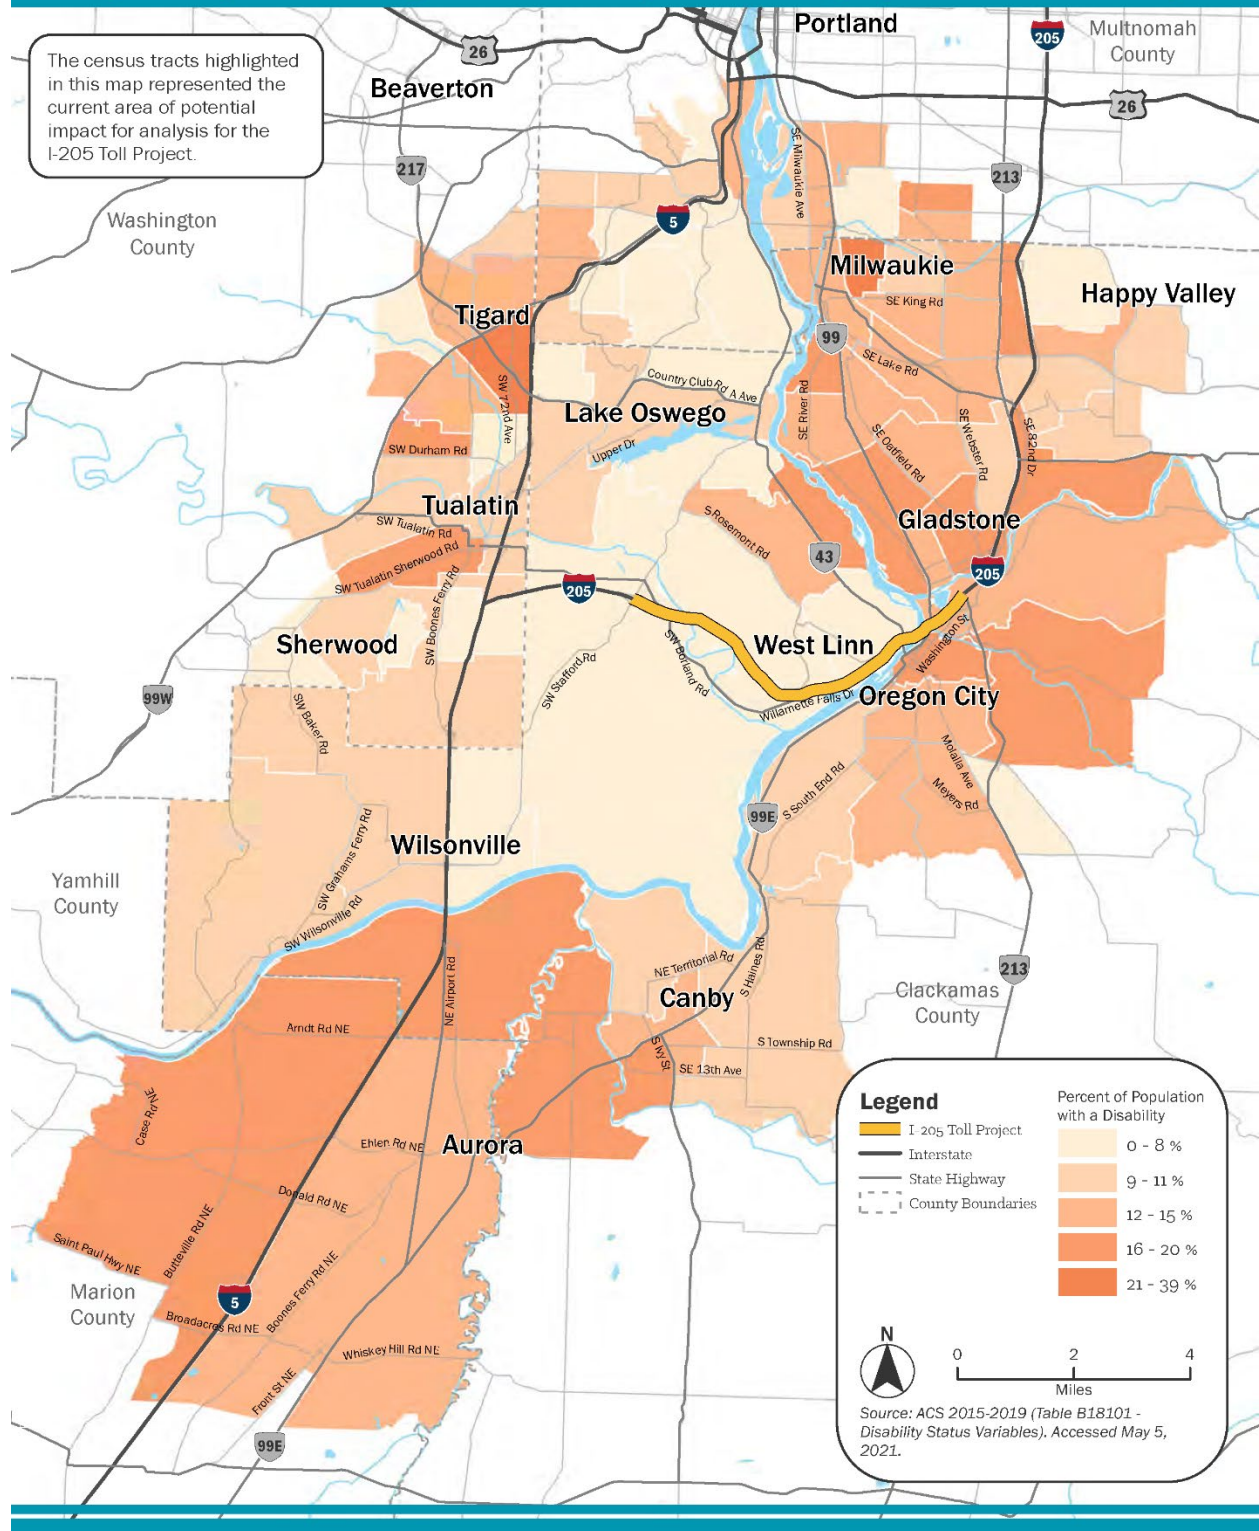 Portland
205
Multnomah
County
26
The census tracts highlighted
in this map represented the
current area of potential
impact for analysis for the
I-205 Toll Project.
Beaverton
26
217
SE Milwaukie Ave
213
Washington
County
5
Milwaukie
Happy Valley
SE King Rd
Tigard
99
SE Lake Rd
Country Club Rd
A Ave
SW 72nd Ave
Lake Oswego
SE River Rd
SE Oatfield Rd
SE Webster Rd
SE 82nd Dr
SW Durham Rd
Upper Dr
Tualatin
SW Tualatin Rd
S Rosemont Rd
Gladstone
43
SW Tualatin Sherwood Rd
205
205
SW Boones Ferry Rd
Sherwood
West Linn
Washington St
SW Borland Rd
SW Stafford Rd
99W
Willamette Falls Dr
Oregon City
SW Baker Rd
Molalla Ave
Meyers Rd
S South End Rd
99E
Wilsonville
SW Grahams Ferry Rd
Yamhill
County
SW Wilsonville Rd
NE Airport Rd
NE Territorial Rd
S Haines Rd
213
Canby
Clackamas
County
Arndt Rd NE
S Ivy St
S Township Rd
SE 13th Ave
Case Rd NE
Ehlen Rd NE
Aurora
Donald Rd NE
Butteville Rd NE
Saint Paul Hwy NE
Boones Ferry Rd NE
Marion
County
5
Broadacres Rd NE
Whiskey Hill Rd NE
Front St NE
99E
Legend
I-205 Toll Project
Interstate
State Highway
County Boundaries
Percent of Population
with a Disability
0 - 8 %
9 - 11 %
12 - 15 %
16 - 20 %
21 - 39 %
N
0 2 4
Miles
Source: ACS 2015-2019 (Table B18101 -
Disability Status Variables). Accessed May 5,
2021.